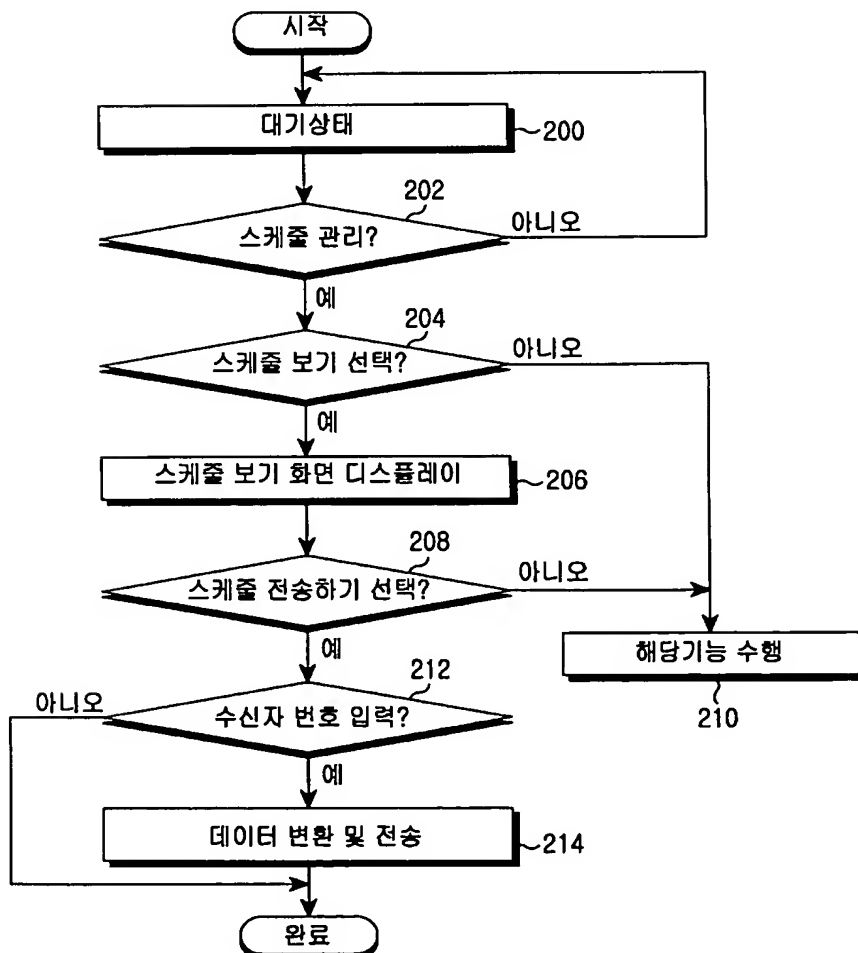 시작
대기상태
200
202
스케줄 관리?
아니오
예
204
스케줄 보기 선택?
아니오
예
스케줄 보기 화면 디스플레이
206
208
스케줄 전송하기 선택?
아니오
예
해당기능 수행
210
212
아니오
수신자 번호 입력?
예
데이터 변환 및 전송
214
완료